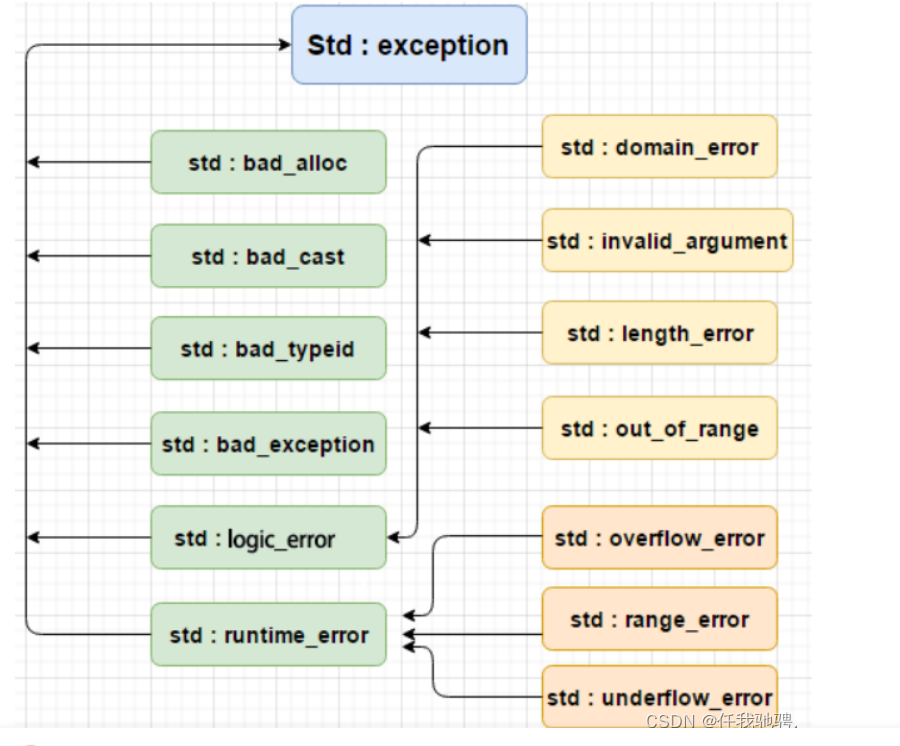 Std : exception
std : bad_alloc
std : bad_cast
std : bad_typeid
std : bad_exception
std : logic_error
std : runtime_error
std : domain_error
std : invalid_argument
std : length_error
std : out_of_range
std : overflow_error
std : range_error
std : underflow_error
CSDN @任我驰骋.